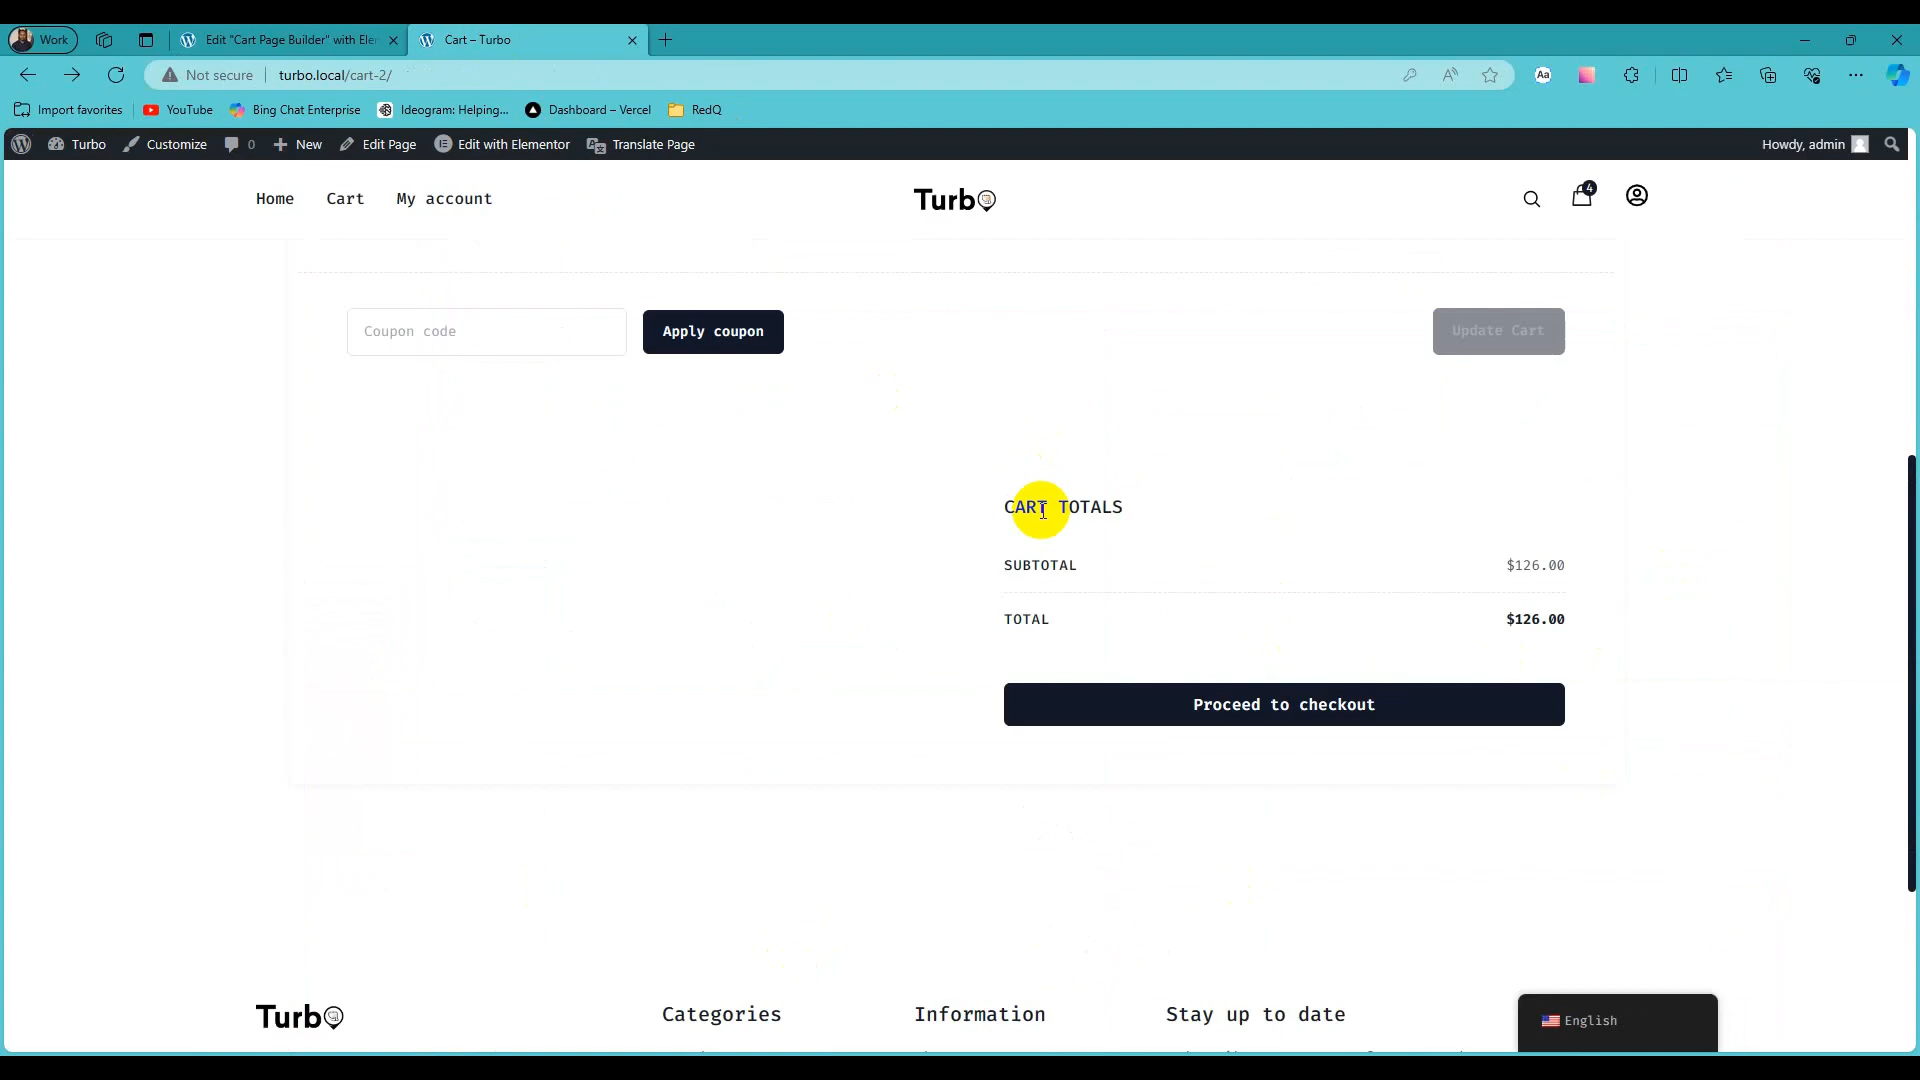 Work
Edit "Cart Page Builder" with Ele
Cart – Turbo
Not secure
turbo.local/cart-2/
Import favorites
YouTube
Bing Chat Enterprise
Ideogram: Helping...
Dashboard – Vercel
RedQ
Turbo
Customize
0
New
Edit Page
Edit with Elementor
Translate Page
Howdy, admin
Home
Cart
My account
Turbo
4
Coupon code
Apply coupon
Update Cart
CART TOTALS
SUBTOTAL
$126.00
TOTAL
$126.00
Proceed to checkout
Turbo
Categories
Information
Stay up to date
English